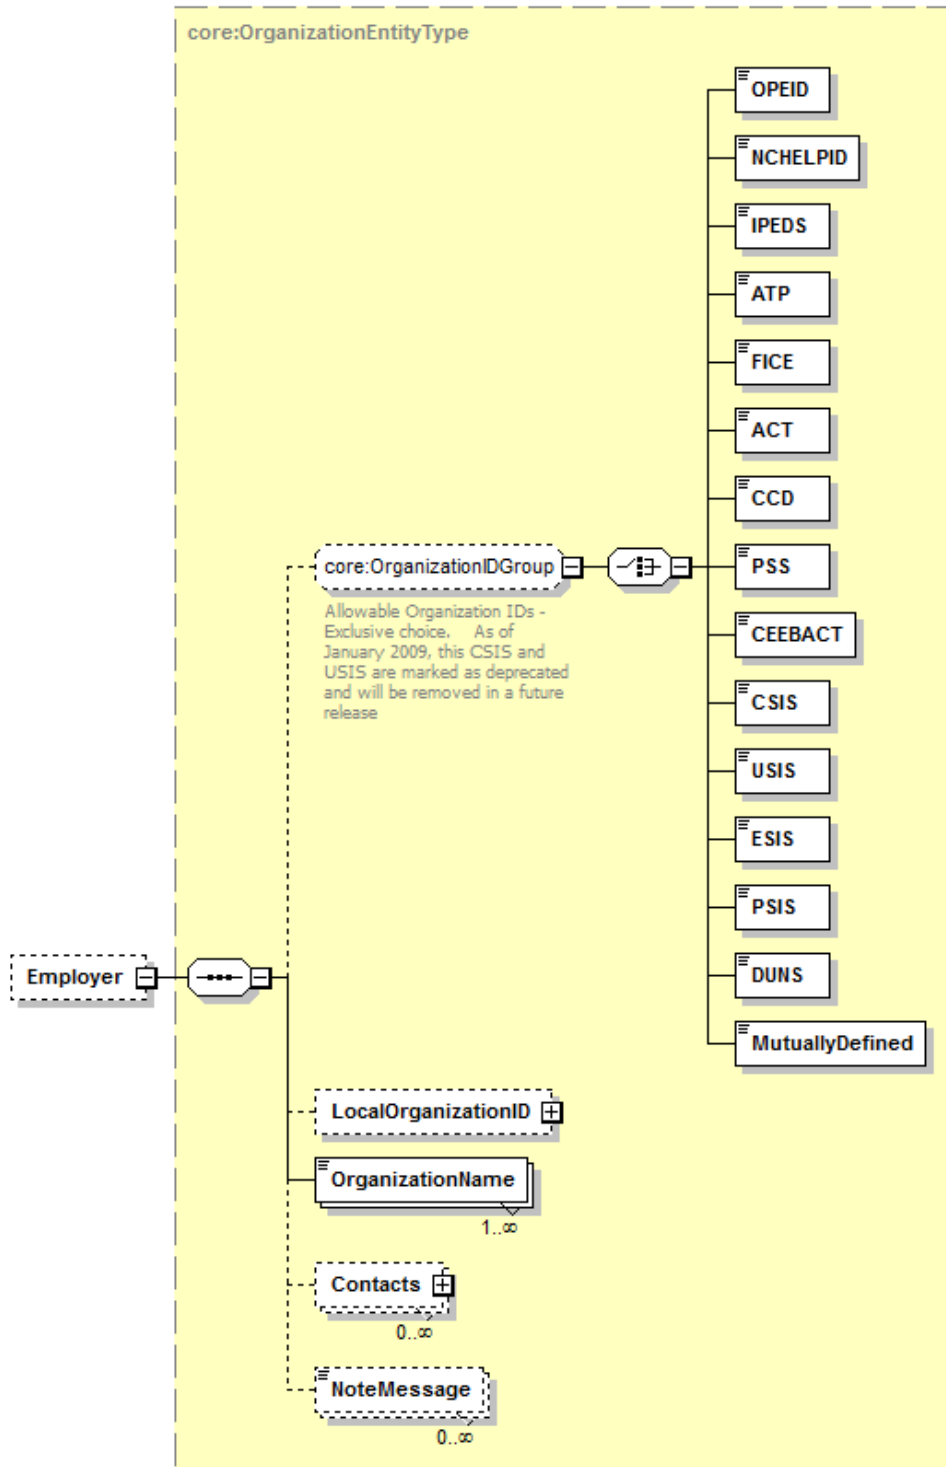 core:OrganizationEntityType
OPEID
NCHELPID
IPEDS
ATP
FICE
ACT
CCD
core:OrganizationIDGroup
PSS
Allowable Organization IDs -
Exclusive choice. As of
January 2009, this CSIS and
USIS are marked as deprecated
and will be removed in a future
release
CEEBACT
CSIS
USIS
ESIS
PSIS
Employer
DUNS
MutuallyDefined
LocalOrganizationID
OrganizationName
1..∞
Contacts
0..∞
NoteMessage
0..∞